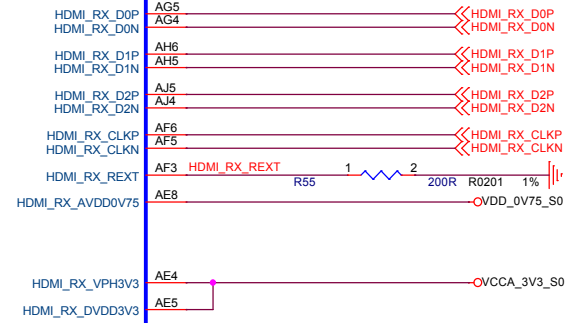 HDMI_RX_D0P AG5 HDMI_RX_D0P
HDMI_RX_D0N AG4 HDMI_RX_D0N
HDMI_RX_D1P AH6 HDMI_RX_D1P
HDMI_RX_D1N AH5 HDMI_RX_D1N
HDMI_RX_D2P AJ5 HDMI_RX_D2P
HDMI_RX_D2N AJ4 HDMI_RX_D2N
HDMI_RX_CLKP AF6 HDMI_RX_CLKP
HDMI_RX_CLKN AF5 HDMI_RX_CLKN
HDMI_RX_REXT AF3 HDMI_RX_REXT 1 2
R55 200R R0201 1%
HDMI_RX_AVDD0V75 AE8 VDD_0V75_S0
HDMI_RX_VPH3V3 AE4 VCCA_3V3_S0
HDMI_RX_DVDD3V3 AE5